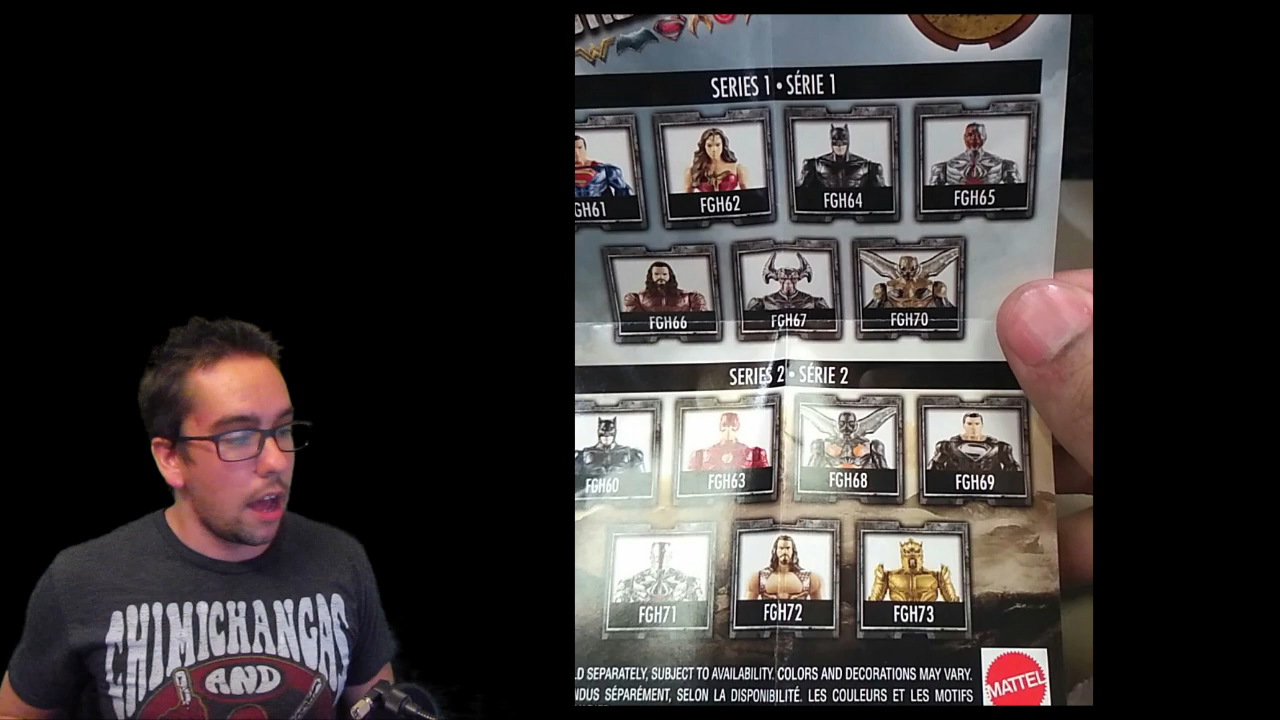 SERIES 1 • SÉRIE 1
GH61 FGH62 FGH64 FGH65
FGH66 FGH67 FGH70
SERIES 2 • SÉRIE 2
FGH60 FGH63 FGH68 FGH69
FGH71 FGH72 FGH73
D SEPARATELY, SUBJECT TO AVAILABILITY. COLORS AND DECORATIONS MAY VARY.
NDUS SÉPARÉMENT, SELON LA DISPONIBILITÉ. LES COULEURS ET LES MOTIFS
MATTEL
CHIMICHANGAS
AND